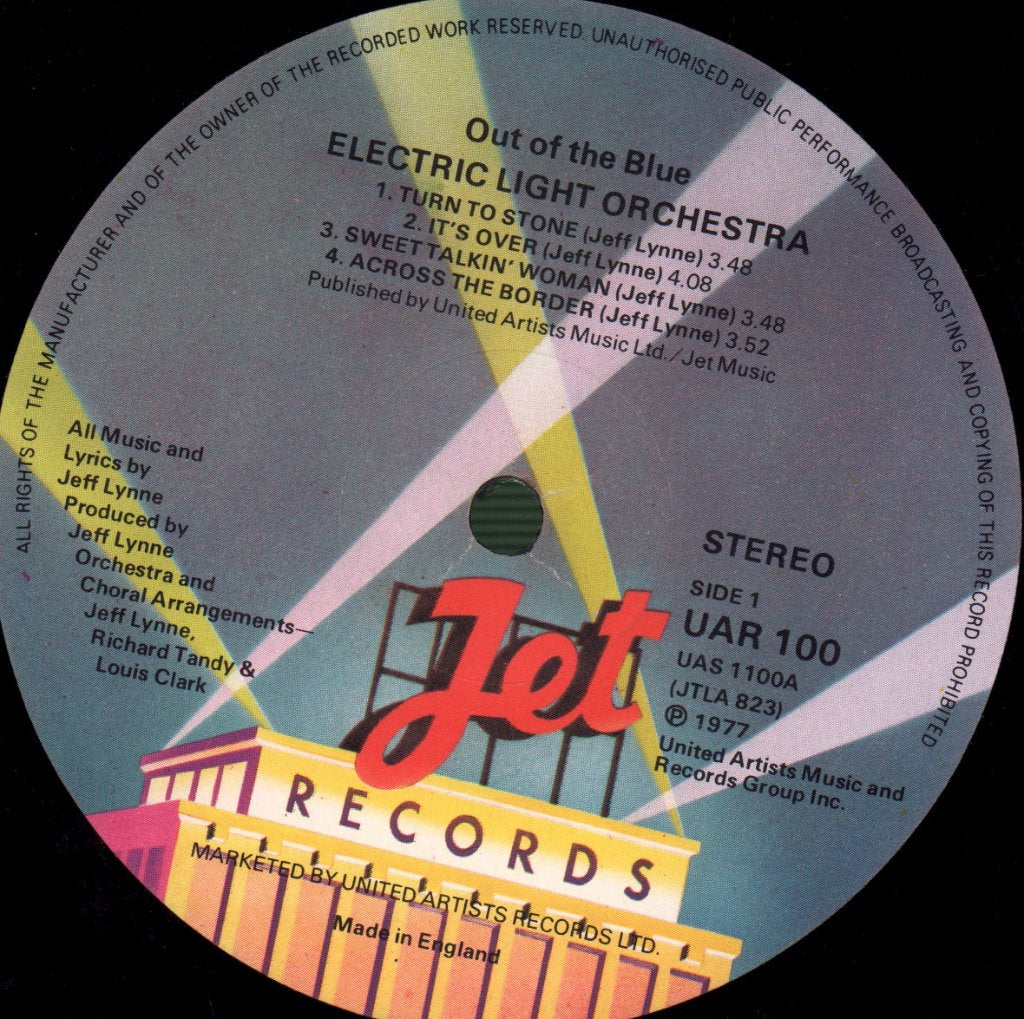 ALL RIGHTS OF THE MANUFACTURER AND OF THE OWNER OF THE RECORDED WORK RESERVED. UNAUTHORISED PUBLIC PERFORMANCE BROADCASTING AND COPYING OF THIS RECORD PROHIBITED
Out of the Blue
ELECTRIC LIGHT ORCHESTRA
1. TURN TO STONE (Jeff Lynne) 3.48
2. IT'S OVER (Jeff Lynne) 4.08
3. SWEET TALKIN' WOMAN (Jeff Lynne) 3.48
4. ACROSS THE BORDER (Jeff Lynne) 3.52
Published by United Artists Music Ltd./Jet Music
All Music and
Lyrics by
Jeff Lynne
Produced by
Jeff Lynne
Orchestra and
Choral Arrangements—
Jeff Lynne,
Richard Tandy &
Louis Clark
STEREO
SIDE 1
UAR 100
UAS 1100A
(JTLA 823)
℗ 1977
United Artists Music and
Records Group Inc.
Jet
RECORDS
MARKETED BY UNITED ARTISTS RECORDS LTD.
Made in England